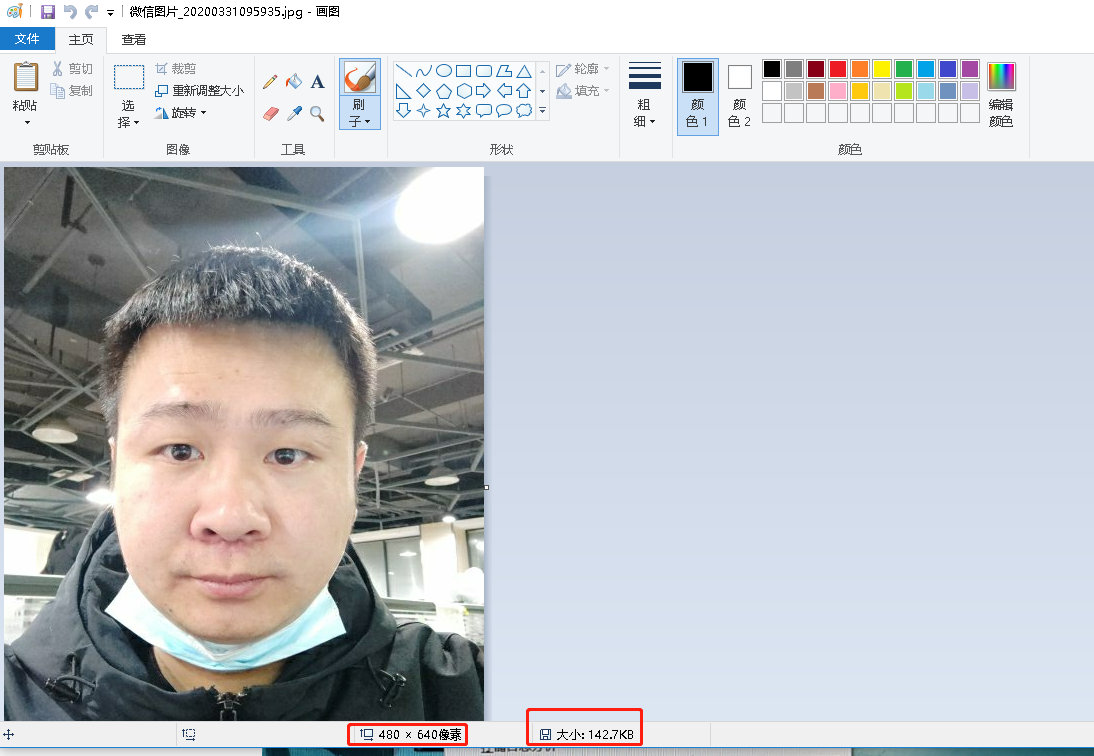 微信图片_20200331095935.jpg - 画图
文件 主页 查看
剪切 裁剪 轮廓
复制 重新调整大小 填充
粘贴 选择 旋转 A 刷子 粗细 颜色 1 颜色 2 编辑颜色
剪贴板 图像 工具 形状 颜色
480 × 640像素 大小: 142.7KB